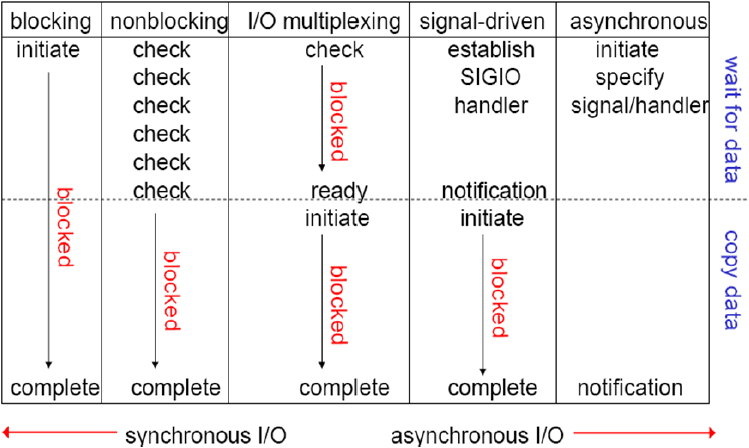 blocking nonblocking I/O multiplexing signal-driven asynchronous
initiate check check establish initiate
check SIGIO specify
check handler signal/handler
check
check
check ready notification
initiate initiate
blocked
blocked
blocked
blocked
blocked
wait for data
copy data
complete complete complete complete notification
synchronous I/O asynchronous I/O